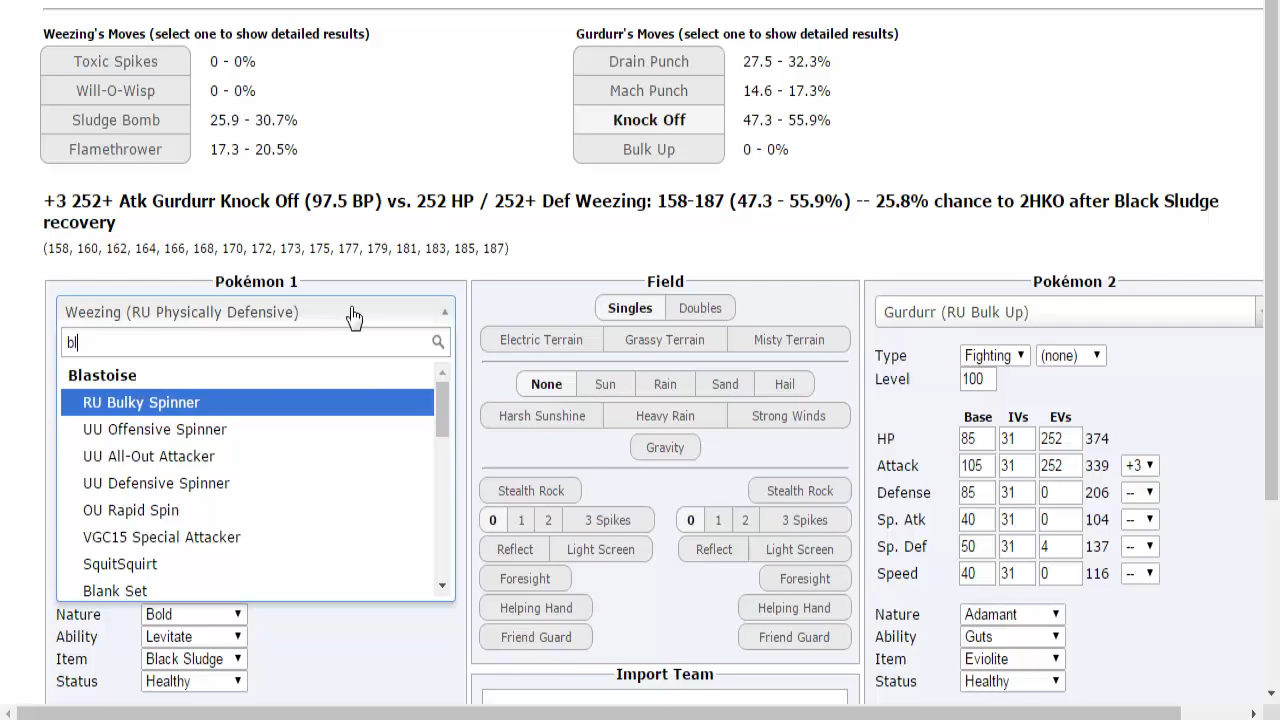 Weezing's Moves (select one to show detailed results)
Gurdurr's Moves (select one to show detailed results)
Toxic Spikes 0 - 0%
Drain Punch 27.5 - 32.3%
Will-O-Wisp 0 - 0%
Mach Punch 14.6 - 17.3%
Sludge Bomb 25.9 - 30.7%
Knock Off 47.3 - 55.9%
Flamethrower 17.3 - 20.5%
Bulk Up 0 - 0%
+3 252+ Atk Gurdurr Knock Off (97.5 BP) vs. 252 HP / 252+ Def Weezing: 158-187 (47.3 - 55.9%) -- 25.8% chance to 2HKO after Black Sludge
recovery
(158, 160, 162, 164, 166, 168, 170, 172, 173, 175, 177, 179, 181, 183, 185, 187)
Pokémon 1
Weezing (RU Physically Defensive)
bl
Blastoise
RU Bulky Spinner
UU Offensive Spinner
UU All-Out Attacker
UU Defensive Spinner
OU Rapid Spin
VGC15 Special Attacker
SquitSquirt
Blank Set
Nature Bold
Ability Levitate
Item Black Sludge
Status Healthy
Field
Singles Doubles
Electric Terrain Grassy Terrain Misty Terrain
None Sun Rain Sand Hail
Harsh Sunshine Heavy Rain Strong Winds
Gravity
Stealth Rock Stealth Rock
0 1 2 3 Spikes 0 1 2 3 Spikes
Reflect Light Screen Reflect Light Screen
Foresight Foresight
Helping Hand Helping Hand
Friend Guard Friend Guard
Import Team
Pokémon 2
Gurdurr (RU Bulk Up)
Type Fighting (none)
Level 100
Base IVs EVs
HP 85 31 252 374
Attack 105 31 252 339 +3
Defense 85 31 0 206 --
Sp. Atk 40 31 0 104 --
Sp. Def 50 31 4 137 --
Speed 40 31 0 116 --
Nature Adamant
Ability Guts
Item Eviolite
Status Healthy